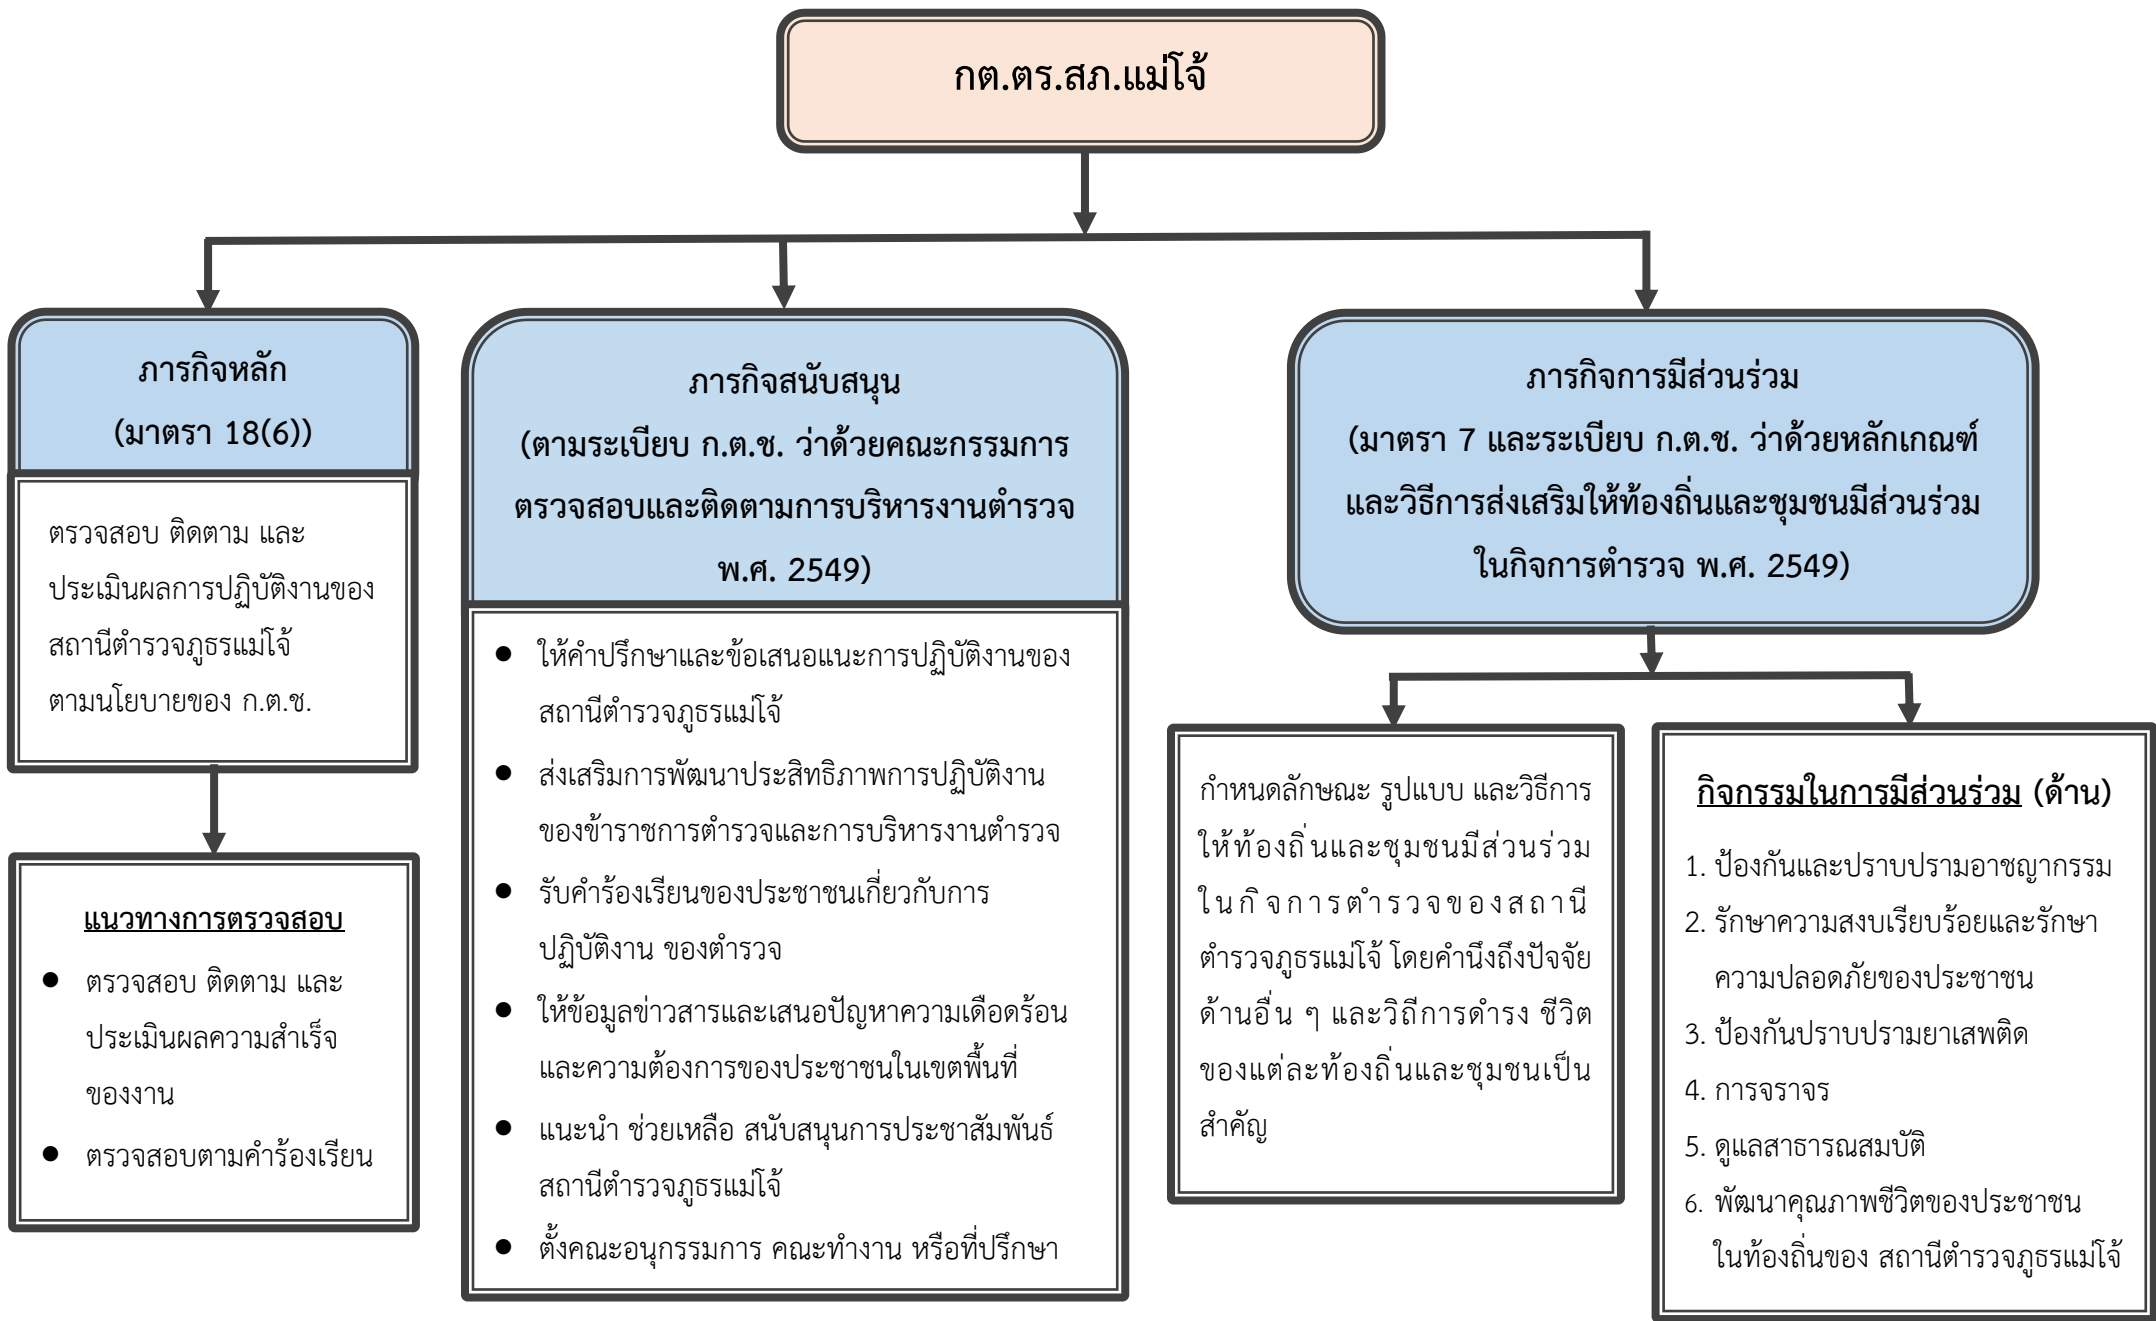 กต.ตร.สภ.แม่โจ้
ภารกิจหลัก
(มาตรา 18(6))
ตรวจสอบ ติดตาม และ
ประเมินผลการปฏิบัติงานของ
สถานีตำรวจภูธรแม่โจ้
ตามนโยบายของ ก.ต.ช.
แนวทางการตรวจสอบ
● ตรวจสอบ ติดตาม และ
ประเมินผลความสำเร็จ
ของงาน
● ตรวจสอบตามคำร้องเรียน
ภารกิจสนับสนุน
(ตามระเบียบ ก.ต.ช. ว่าด้วยคณะกรรมการ
ตรวจสอบและติดตามการบริหารงานตำรวจ
พ.ศ. 2549)
● ให้คำปรึกษาและข้อเสนอแนะการปฏิบัติงานของ
สถานีตำรวจภูธรแม่โจ้
● ส่งเสริมการพัฒนาประสิทธิภาพการปฏิบัติงาน
ของข้าราชการตำรวจและการบริหารงานตำรวจ
● รับคำร้องเรียนของประชาชนเกี่ยวกับการ
ปฏิบัติงาน ของตำรวจ
● ให้ข้อมูลข่าวสารและเสนอปัญหาความเดือดร้อน
และความต้องการของประชาชนในเขตพื้นที่
● แนะนำ ช่วยเหลือ สนับสนุนการประชาสัมพันธ์
สถานีตำรวจภูธรแม่โจ้
● ตั้งคณะอนุกรรมการ คณะทำงาน หรือที่ปรึกษา
ภารกิจการมีส่วนร่วม
(มาตรา 7 และระเบียบ ก.ต.ช. ว่าด้วยหลักเกณฑ์
และวิธีการส่งเสริมให้ท้องถิ่นและชุมชนมีส่วนร่วม
ในกิจการตำรวจ พ.ศ. 2549)
กำหนดลักษณะ รูปแบบ และวิธีการ
ให้ท้องถิ่นและชุมชนมีส่วนร่วม
ในกิจการตำรวจของสถานี
ตำรวจภูธรแม่โจ้ โดยคำนึงถึงปัจจัย
ด้านอื่น ๆ และวิถีการดำรง ชีวิต
ของแต่ละท้องถิ่นและชุมชนเป็น
สำคัญ
กิจกรรมในการมีส่วนร่วม (ด้าน)
1. ป้องกันและปราบปรามอาชญากรรม
2. รักษาความสงบเรียบร้อยและรักษา
ความปลอดภัยของประชาชน
3. ป้องกันปราบปรามยาเสพติด
4. การจราจร
5. ดูแลสาธารณสมบัติ
6. พัฒนาคุณภาพชีวิตของประชาชน
ในท้องถิ่นของ สถานีตำรวจภูธรแม่โจ้